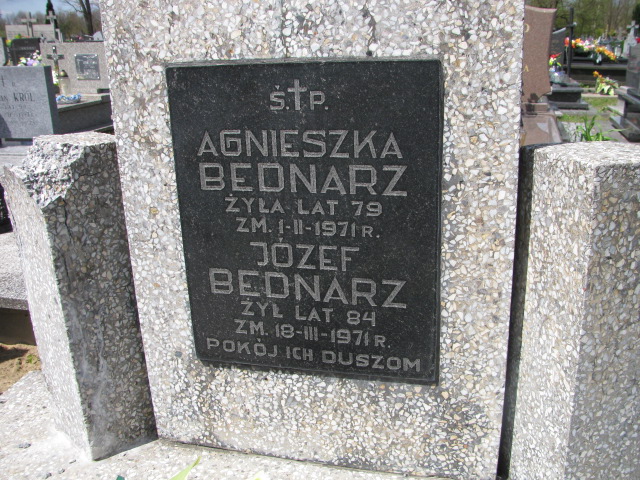 Ś†P.
AGNIESZKA
BEDNARZ
ŻYŁA LAT 79
ZM. 1-II-1971 R.
JÓZEF
BEDNARZ
ŻYŁ LAT 84
ZM. 18-III-1971 R.
POKÓJ ICH DUSZOM
KRÓL